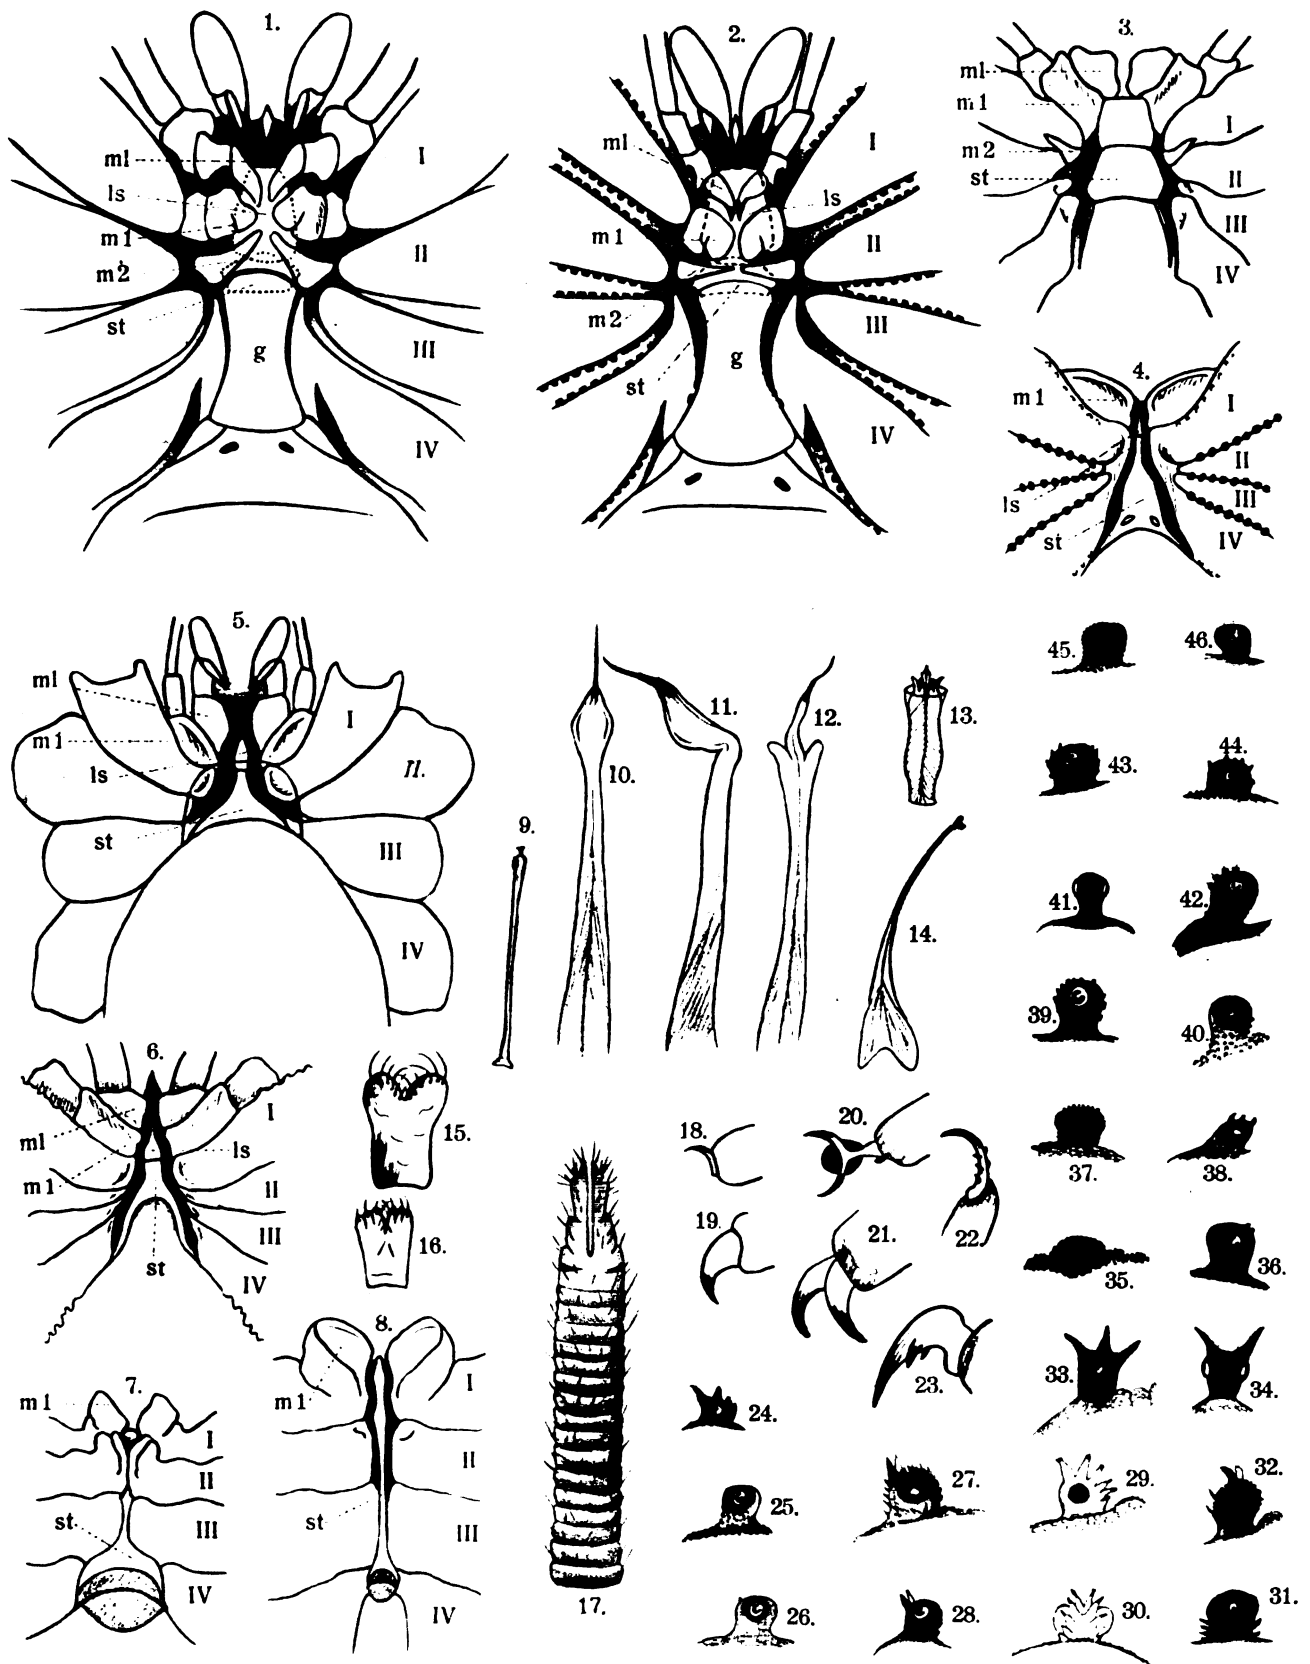 1.
ml
ls
m1
m2
st
g
I
II
III
IV
2.
ml
ls
m1
m2
st
g
I
II
III
IV
3.
ml
m1
m2
st
I
II
III
IV
4.
m1
ls
st
I
II
III
IV
5.
ml
m1
ls
st
I
II.
III
IV
6.
ml
m1
ls
st
I
II
III
IV
7.
m1
st
I
II
III
IV
8.
m1
st
I
II
III
IV
9.
10.
11.
12.
13.
14.
15.
16.
17.
18.
19.
20.
21.
22.
23.
24.
25.
26.
27.
28.
29.
30.
31.
32.
33.
34.
35.
36.
37.
38.
39.
40.
41.
42.
43.
44.
45.
46.